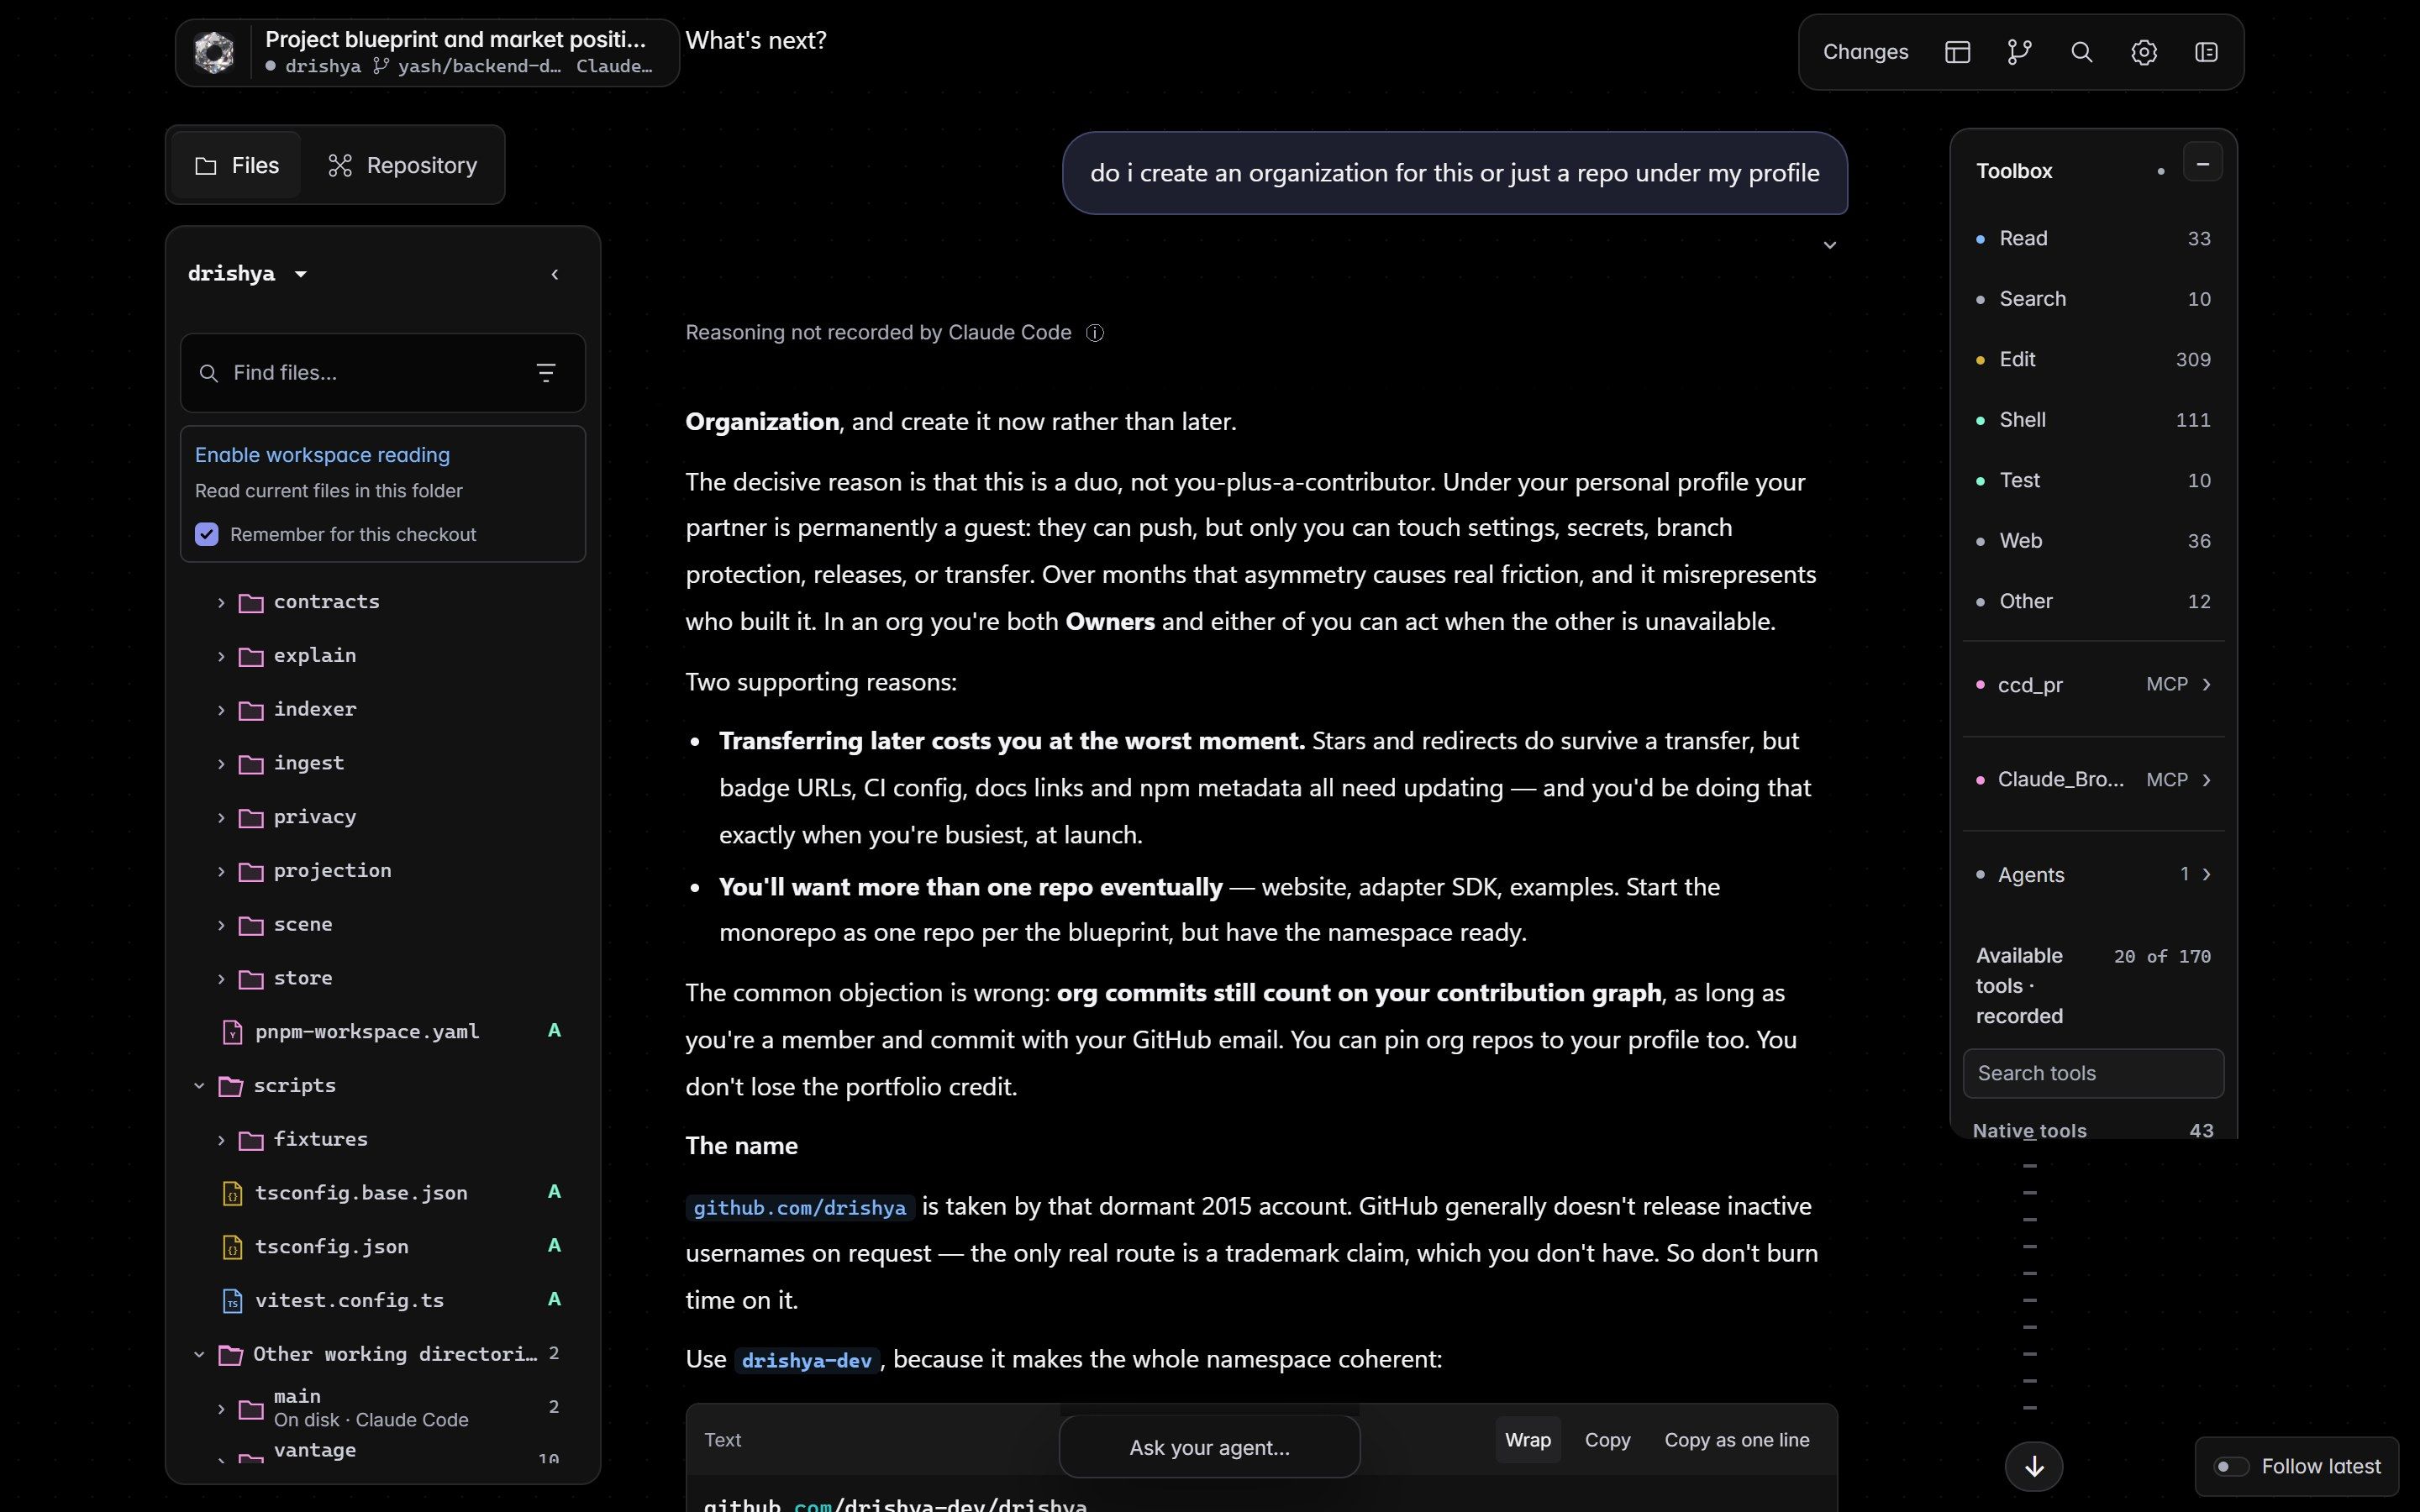 Project blueprint and market positi...
drishya yash/backend-d... Claude...
What's next?
Changes
Files
Repository
do i create an organization for this or just a repo under my profile
drishya
Find files...
Enable workspace reading
Read current files in this folder
Remember for this checkout
contracts
explain
indexer
ingest
privacy
projection
scene
store
pnpm-workspace.yaml A
scripts
fixtures
tsconfig.base.json A
tsconfig.json A
vitest.config.ts A
Other working directori... 2
main 2
On disk · Claude Code
vantage 10
Reasoning not recorded by Claude Code
Organization, and create it now rather than later.
The decisive reason is that this is a duo, not you-plus-a-contributor. Under your personal profile your
partner is permanently a guest: they can push, but only you can touch settings, secrets, branch
protection, releases, or transfer. Over months that asymmetry causes real friction, and it misrepresents
who built it. In an org you're both Owners and either of you can act when the other is unavailable.
Two supporting reasons:
• Transferring later costs you at the worst moment. Stars and redirects do survive a transfer, but
badge URLs, CI config, docs links and npm metadata all need updating — and you'd be doing that
exactly when you're busiest, at launch.
• You'll want more than one repo eventually — website, adapter SDK, examples. Start the
monorepo as one repo per the blueprint, but have the namespace ready.
The common objection is wrong: org commits still count on your contribution graph, as long as
you're a member and commit with your GitHub email. You can pin org repos to your profile too. You
don't lose the portfolio credit.
The name
github.com/drishya is taken by that dormant 2015 account. GitHub generally doesn't release inactive
usernames on request — the only real route is a trademark claim, which you don't have. So don't burn
time on it.
Use drishya-dev, because it makes the whole namespace coherent:
Text
Wrap
Copy
Copy as one line
github.com/drishya-dev/drishya
Ask your agent...
Toolbox
Read 33
Search 10
Edit 309
Shell 111
Test 10
Web 36
Other 12
ccd_pr MCP
Claude_Bro... MCP
Agents 1
Available 20 of 170
tools ·
recorded
Search tools
Native tools 43
Follow latest